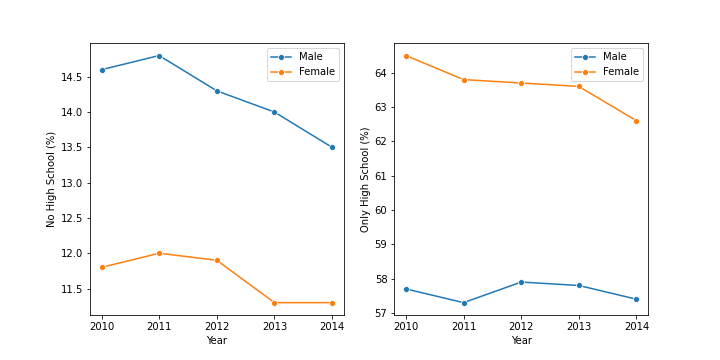 No High School (%)
14.5
14.0
13.5
13.0
12.5
12.0
11.5
2010 2011 2012 2013 2014
Year
Male
Female
Only High School (%)
64
63
62
61
60
59
58
57
2010 2011 2012 2013 2014
Year
Male
Female